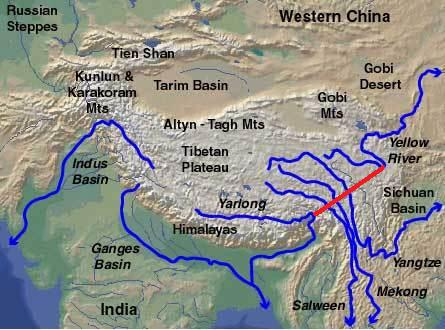 Russian
Steppes
Western China
Tien Shan
Gobi
Desert
Kunlun &
Karakoram
Mts
Tarim Basin
Gobi
Mts
Altyn - Tagh Mts
Yellow
River
Tibetan
Plateau
Indus
Basin
Sichuan
Basin
Yarlong
Himalayas
Ganges
Basin
Yangtze
Mekong
Salween
India